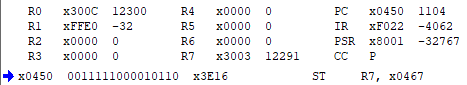 R0 x300C 12300 R4 x0000 0 PC x0450 1104
R1 xFFE0 -32 R5 x0000 0 IR xF022 -4062
R2 x0000 0 R6 x0000 0 PSR x8001 -32767
R3 x0000 0 R7 x3003 12291 CC P
x0450 0011111000010110 x3E16 ST R7, x0467